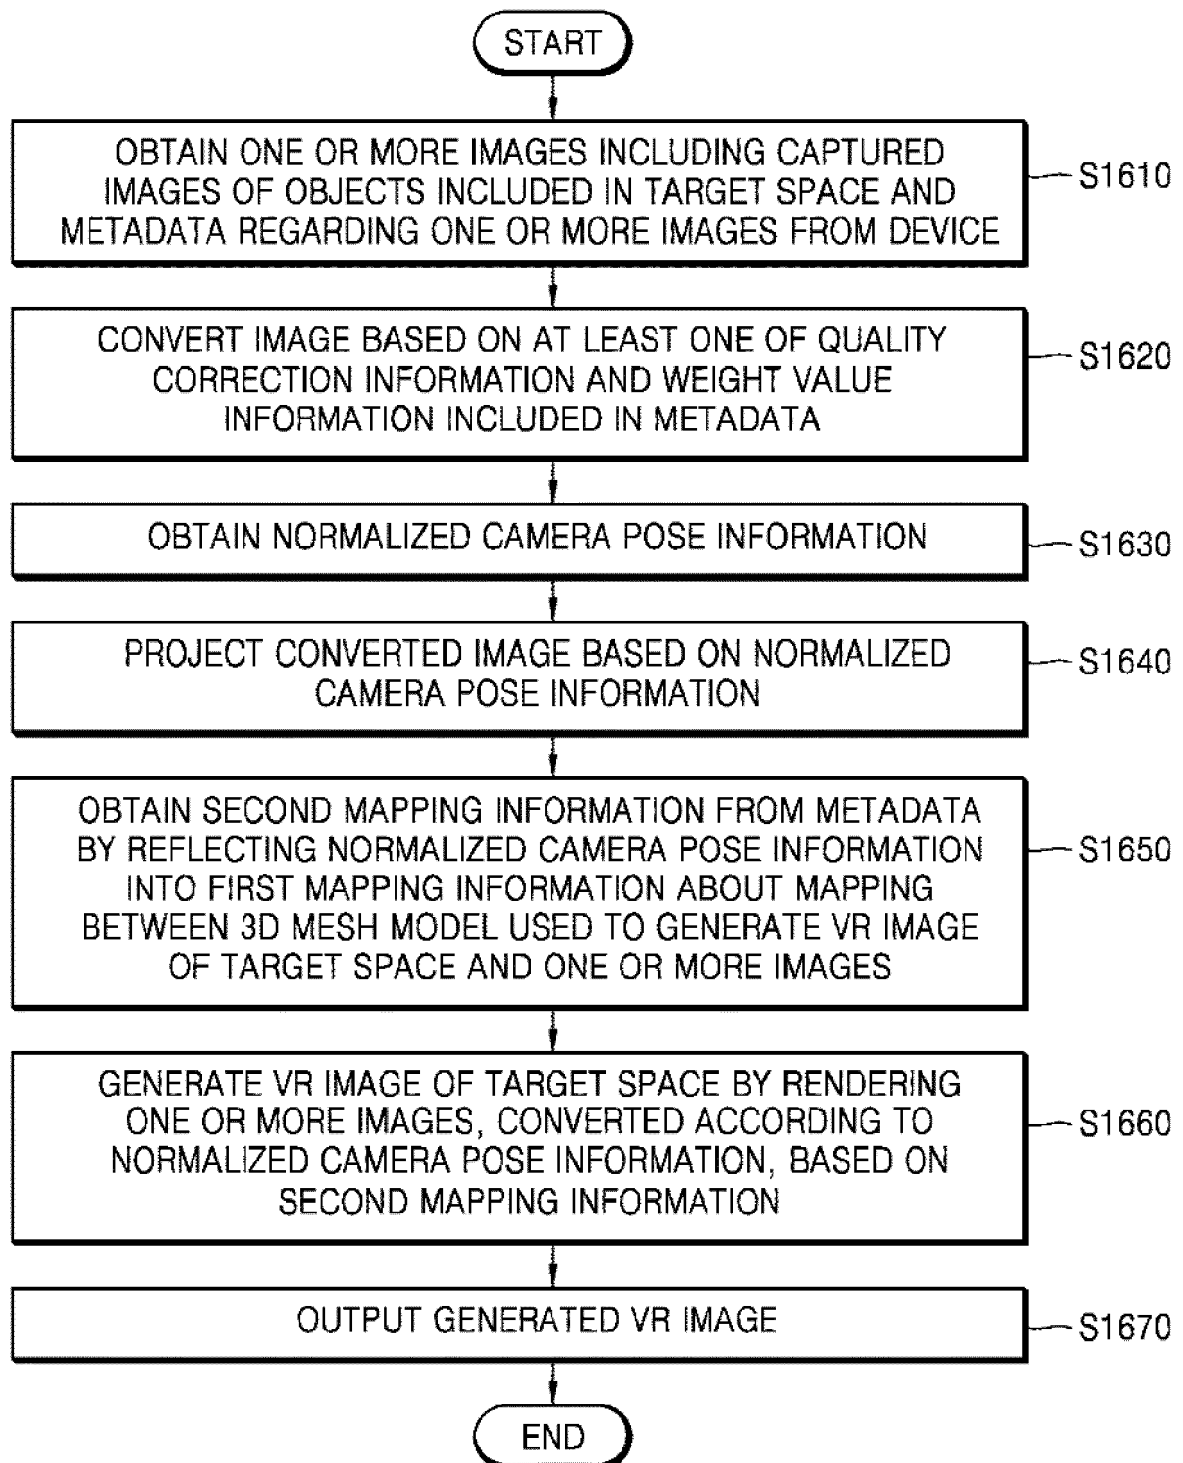 START
OBTAIN ONE OR MORE IMAGES INCLUDING CAPTURED
IMAGES OF OBJECTS INCLUDED IN TARGET SPACE AND
METADATA REGARDING ONE OR MORE IMAGES FROM DEVICE
S1610
CONVERT IMAGE BASED ON AT LEAST ONE OF QUALITY
CORRECTION INFORMATION AND WEIGHT VALUE
INFORMATION INCLUDED IN METADATA
S1620
OBTAIN NORMALIZED CAMERA POSE INFORMATION
S1630
PROJECT CONVERTED IMAGE BASED ON NORMALIZED
CAMERA POSE INFORMATION
S1640
OBTAIN SECOND MAPPING INFORMATION FROM METADATA
BY REFLECTING NORMALIZED CAMERA POSE INFORMATION
INTO FIRST MAPPING INFORMATION ABOUT MAPPING
BETWEEN 3D MESH MODEL USED TO GENERATE VR IMAGE
OF TARGET SPACE AND ONE OR MORE IMAGES
S1650
GENERATE VR IMAGE OF TARGET SPACE BY RENDERING
ONE OR MORE IMAGES, CONVERTED ACCORDING TO
NORMALIZED CAMERA POSE INFORMATION, BASED ON
SECOND MAPPING INFORMATION
S1660
OUTPUT GENERATED VR IMAGE
S1670
END